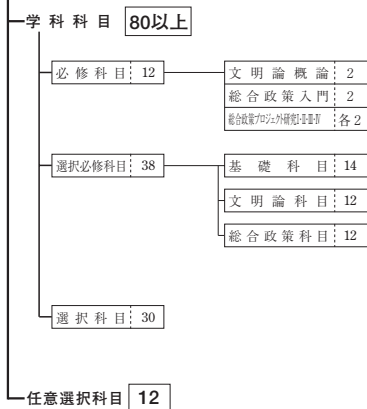 学科科目 80以上
必修科目 12
文明論概論 2
総合政策入門 2
総合政策プロジェクト研究Ⅰ・Ⅱ・Ⅲ・Ⅳ 各2
選択必修科目 38
基礎科目 14
文明論科目 12
総合政策科目 12
選択科目 30
任意選択科目 12